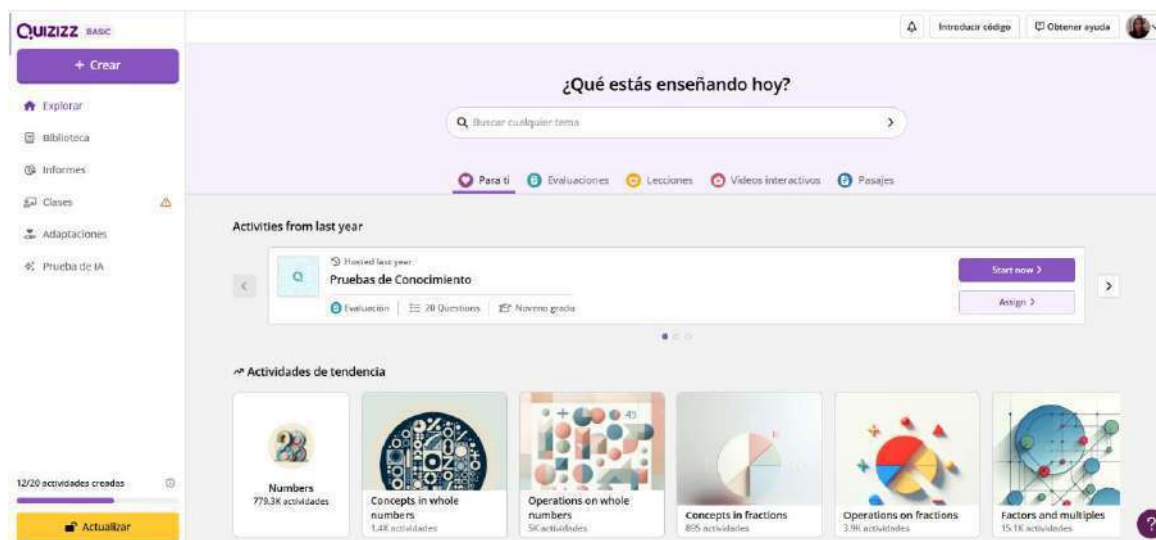 QUIZIZZ BASIC
+ Crear
Explorar
Biblioteca
Informes
Clases
Adaptaciones
Prueba de IA
12/20 actividades creadas
Actualizar
Introducir código
Obtener ayuda
¿Qué estás enseñando hoy?
Buscar cualquier tema
Para ti
Evaluaciones
Lecciones
Videos interactivos
Pasajes
Activities from last year
Hosted last year
Pruebas de Conocimiento
Evaluación
20 Questions
Noveno grado
Start now >
Assign >
Actividades de tendencia
Numbers
779.3K actividades
Concepts in whole
numbers
1.4K actividades
Operations on whole
numbers
5K actividades
Concepts in fractions
895 actividades
Operations on fractions
3.9K actividades
Factors and multiples
15.1K actividades
?